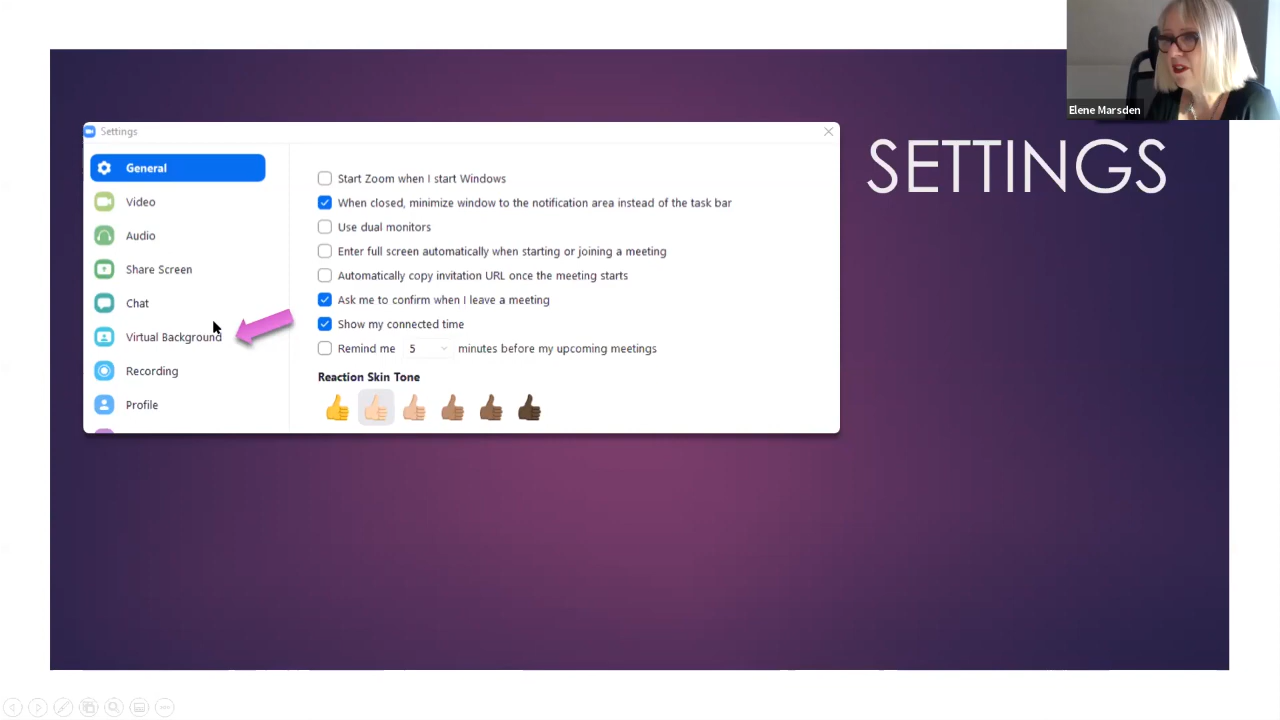 Elene Marsden
SETTINGS
Settings
General
Video
Audio
Share Screen
Chat
Virtual Background
Recording
Profile
Start Zoom when I start Windows
When closed, minimize window to the notification area instead of the task bar
Use dual monitors
Enter full screen automatically when starting or joining a meeting
Automatically copy invitation URL once the meeting starts
Ask me to confirm when I leave a meeting
Show my connected time
Remind me 5 minutes before my upcoming meetings
Reaction Skin Tone